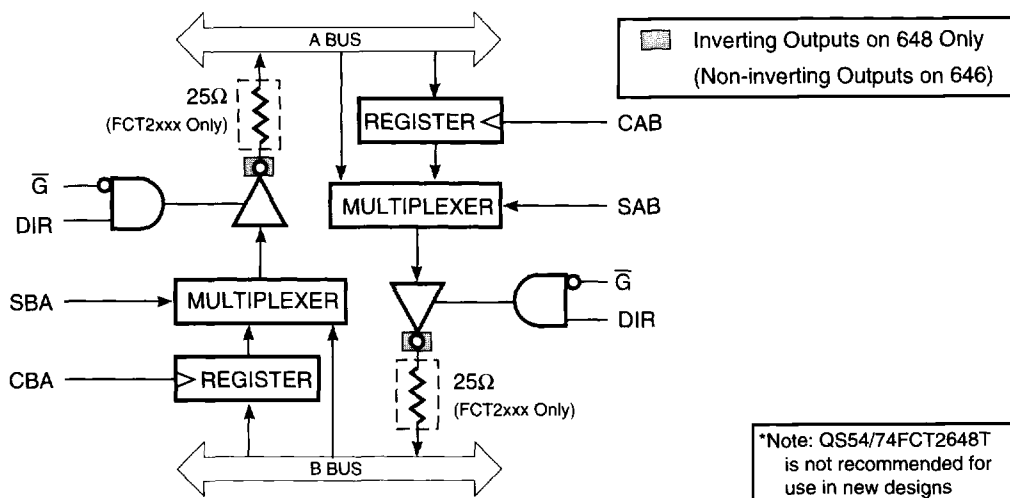 A BUS
Inverting Outputs on 648 Only
(Non-inverting Outputs on 646)
25Ω
(FCT2xxx Only)
REGISTER
CAB
G̅
DIR
MULTIPLEXER
SAB
SBA
MULTIPLEXER
G̅
DIR
CBA
REGISTER
25Ω
(FCT2xxx Only)
B BUS
*Note: QS54/74FCT2648T
is not recommended for
use in new designs